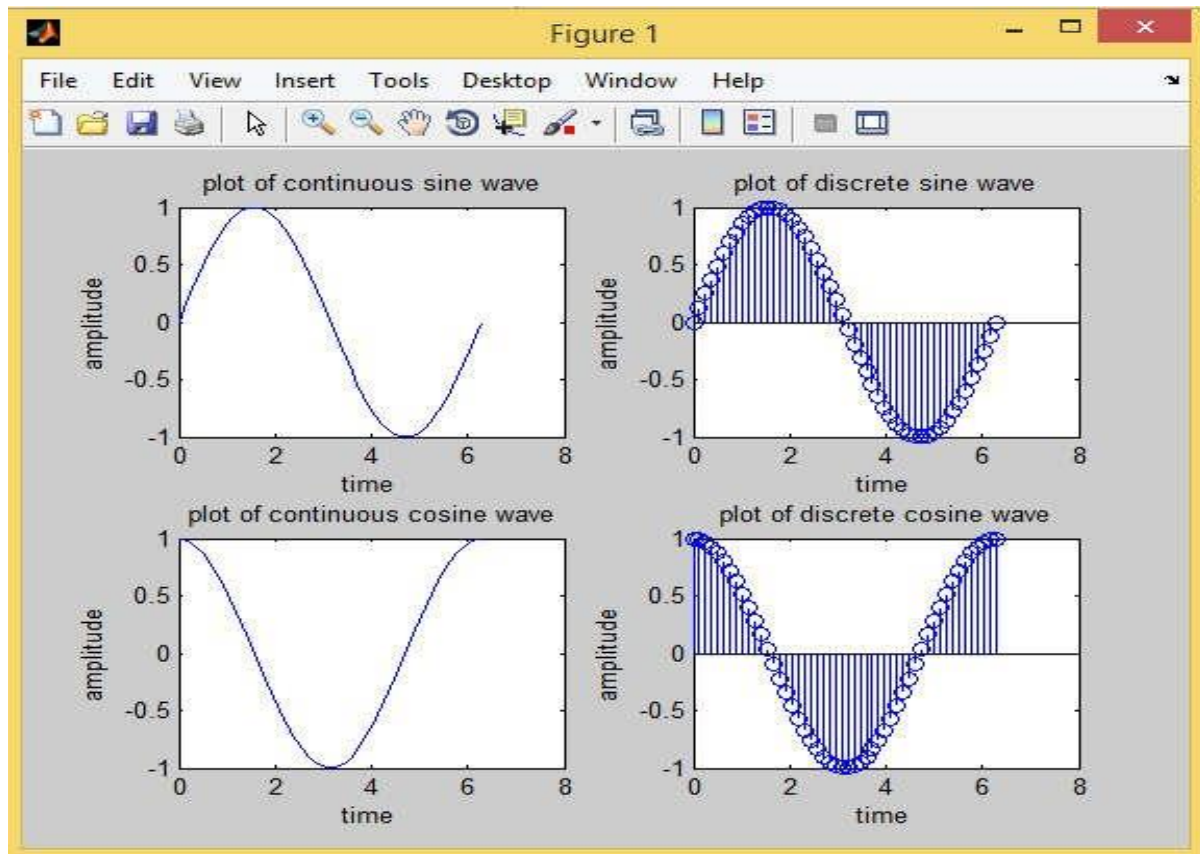 Figure 1
File Edit View Insert Tools Desktop Window Help
plot of continuous sine wave
1
0.5
0
-0.5
-1
amplitude
0 2 4 6 8
time
plot of discrete sine wave
1
0.5
0
-0.5
-1
amplitude
0 2 4 6 8
time
plot of continuous cosine wave
1
0.5
0
-0.5
-1
amplitude
0 2 4 6 8
time
plot of discrete cosine wave
1
0.5
0
-0.5
-1
amplitude
0 2 4 6 8
time